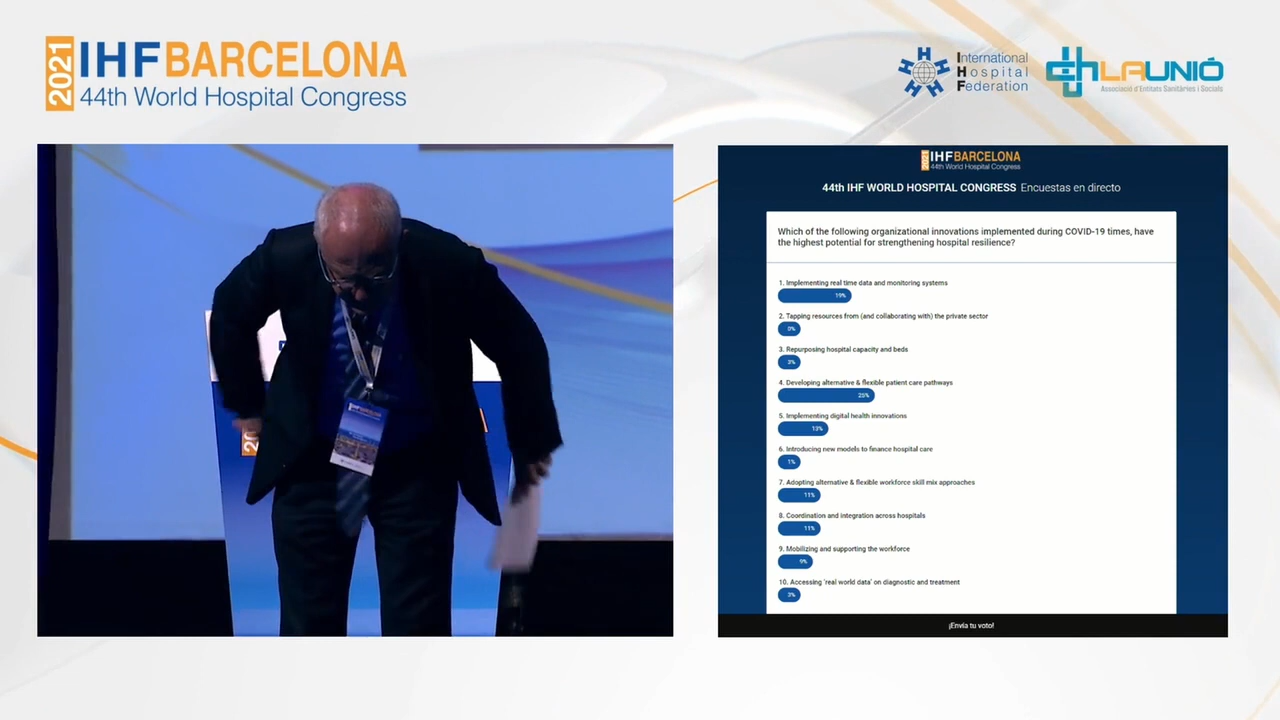 2021
IHF BARCELONA
44th World Hospital Congress
International
Hospital
Federation
LA UNIÓ
Associació d'Entitats Sanitàries i Socials
2021 IHF BARCELONA
44th World Hospital Congress
44th IHF WORLD HOSPITAL CONGRESS Encuestas en directo
Which of the following organizational innovations implemented during COVID-19 times, have
the highest potential for strengthening hospital resilience?
1. Implementing real time data and monitoring systems
19%
2. Tapping resources from (and collaborating with) the private sector
0%
3. Repurposing hospital capacity and beds
3%
4. Developing alternative & flexible patient care pathways
25%
5. Implementing digital health innovations
13%
6. Introducing new models to finance hospital care
1%
7. Adopting alternative & flexible workforce skill mix approaches
11%
8. Coordination and integration across hospitals
11%
9. Mobilizing and supporting the workforce
9%
10. Accessing 'real world data' on diagnostic and treatment
3%
¡Envía tu voto!